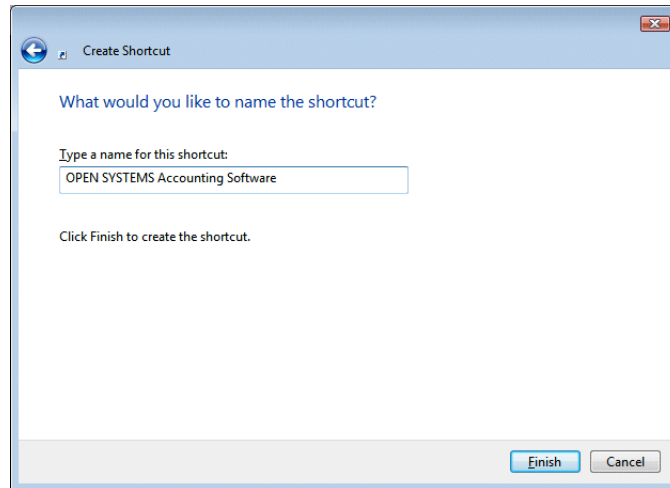 Create Shortcut
What would you like to name the shortcut?
Type a name for this shortcut:
OPEN SYSTEMS Accounting Software
Click Finish to create the shortcut.
Finish Cancel